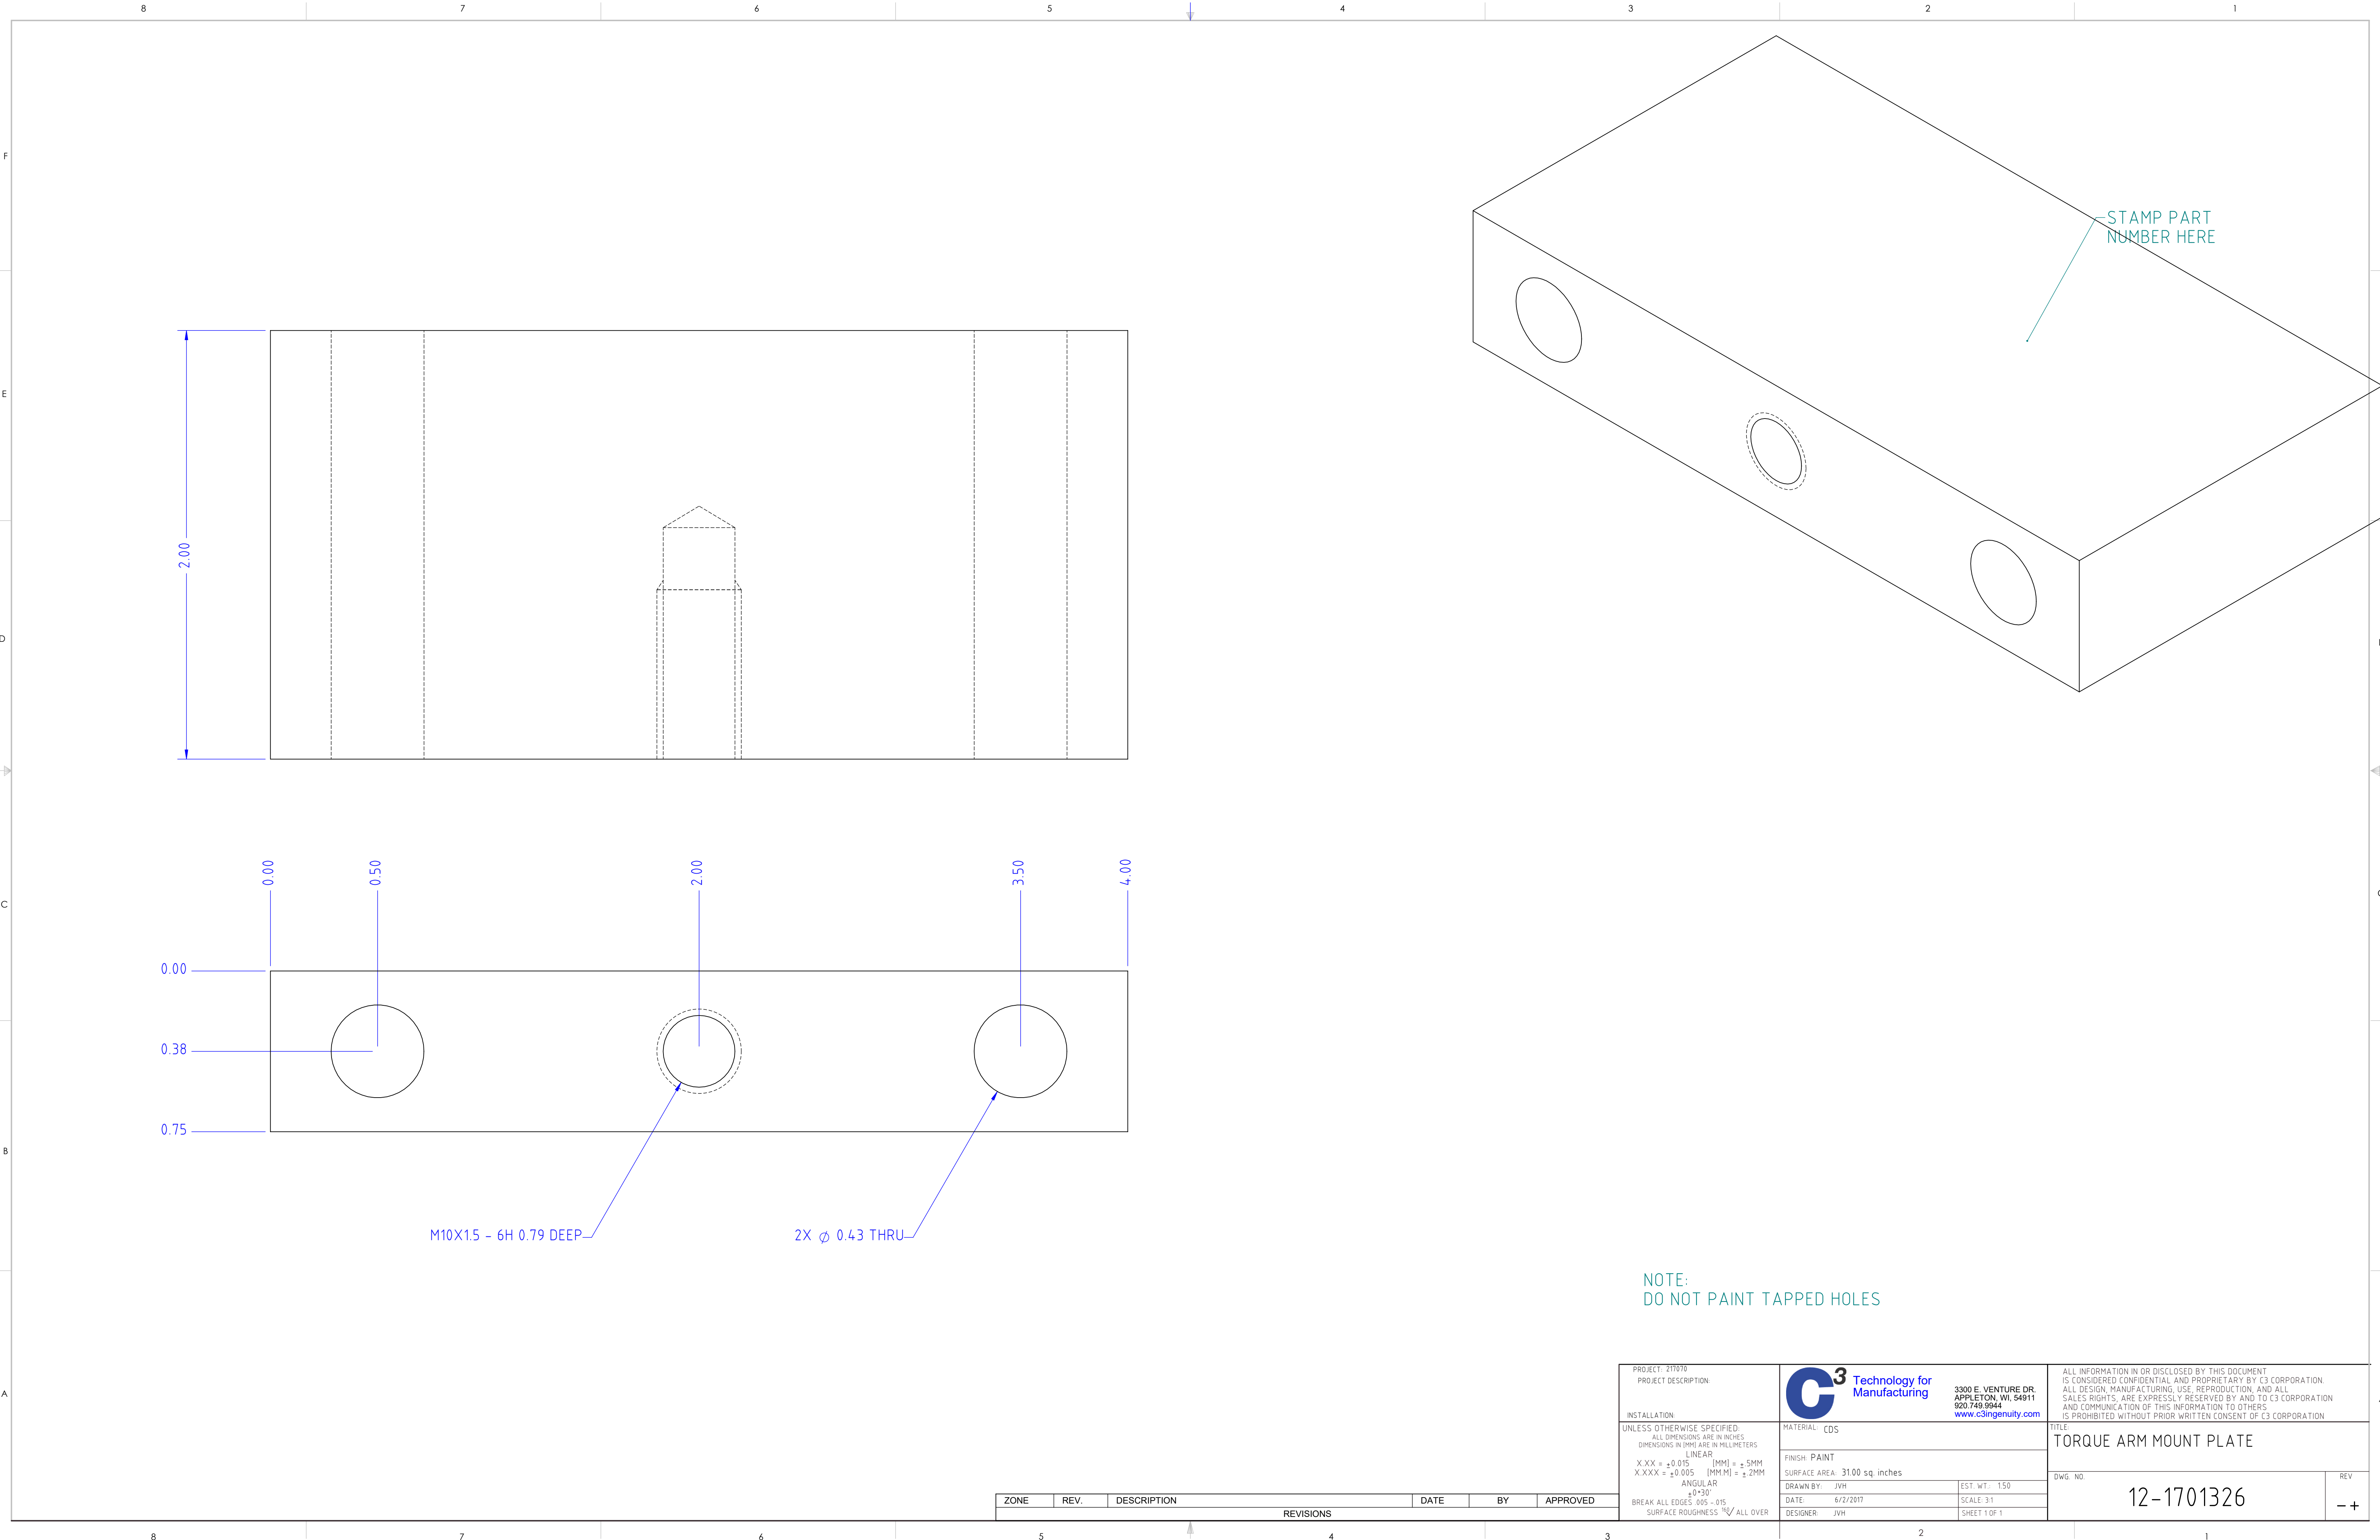 8 7 6 5 4 3 2 1
F
E
D
C
B
A
STAMP PART
NUMBER HERE
2.00
0.00
0.50
2.00
3.50
4.00
0.00
0.38
0.75
M10X1.5 - 6H 0.79 DEEP
2X ⌀ 0.43 THRU
NOTE:
DO NOT PAINT TAPPED HOLES
PROJECT: 217070
PROJECT DESCRIPTION:
INSTALLATION:
C3 Technology for
Manufacturing
3300 E. VENTURE DR.
APPLETON, WI, 54911
920.749.9944
www.c3ingenuity.com
ALL INFORMATION IN OR DISCLOSED BY THIS DOCUMENT
IS CONSIDERED CONFIDENTIAL AND PROPRIETARY BY C3 CORPORATION.
ALL DESIGN, MANUFACTURING, USE, REPRODUCTION, AND ALL
SALES RIGHTS, ARE EXPRESSLY RESERVED BY AND TO C3 CORPORATION
AND COMMUNICATION OF THIS INFORMATION TO OTHERS
IS PROHIBITED WITHOUT PRIOR WRITTEN CONSENT OF C3 CORPORATION
UNLESS OTHERWISE SPECIFIED:
ALL DIMENSIONS ARE IN INCHES
DIMENSIONS IN [MM] ARE IN MILLIMETERS
LINEAR
X.XX = ±0.015 [MM] = ±.5MM
X.XXX = ±0.005 [MM.M] = ±.2MM
ANGULAR
±0°30'
BREAK ALL EDGES .005 -.015
SURFACE ROUGHNESS 160 ALL OVER
MATERIAL: CDS
FINISH: PAINT
SURFACE AREA: 31.00 sq. inches
DRAWN BY: JVH
EST. WT.: 1.50
DATE: 6/2/2017
SCALE: 3:1
DESIGNER: JVH
SHEET 1 OF 1
TITLE:
TORQUE ARM MOUNT PLATE
DWG. NO.
12-1701326
REV
-+
ZONE REV. DESCRIPTION DATE BY APPROVED
REVISIONS
8 7 6 5 4 3 2 1